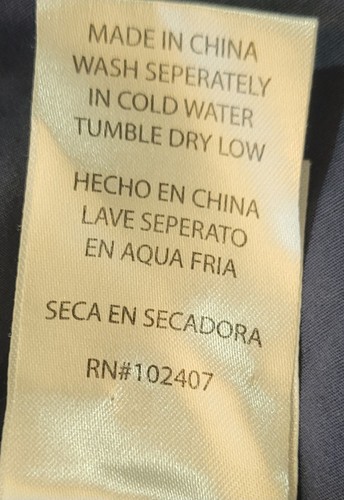 MADE IN CHINA
WASH SEPERATELY
IN COLD WATER
TUMBLE DRY LOW
HECHO EN CHINA
LAVE SEPERATO
EN AQUA FRIA
SECA EN SECADORA
RN#102407